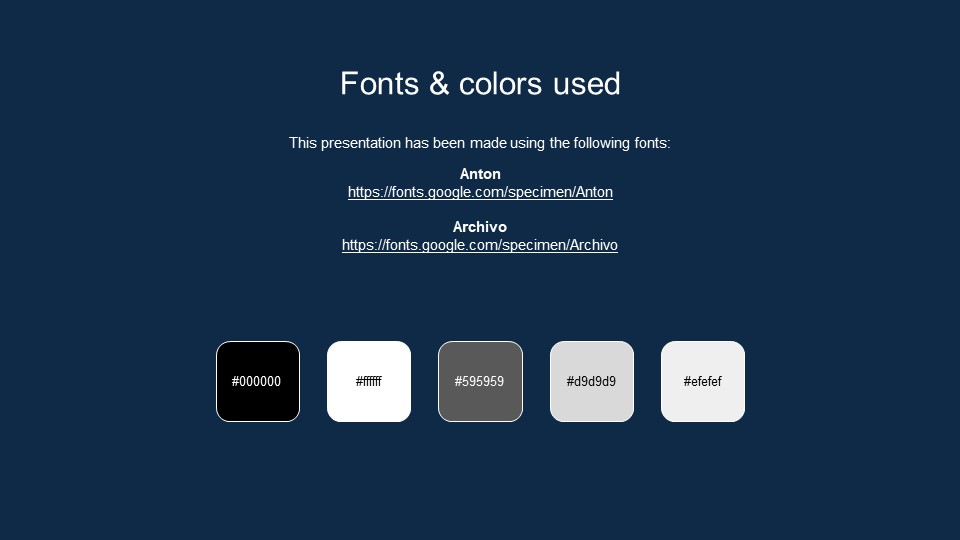 Fonts & colors used
This presentation has been made using the following fonts:
Anton
https://fonts.google.com/specimen/Anton
Archivo
https://fonts.google.com/specimen/Archivo
#000000 #ffffff #595959 #d9d9d9 #efefef